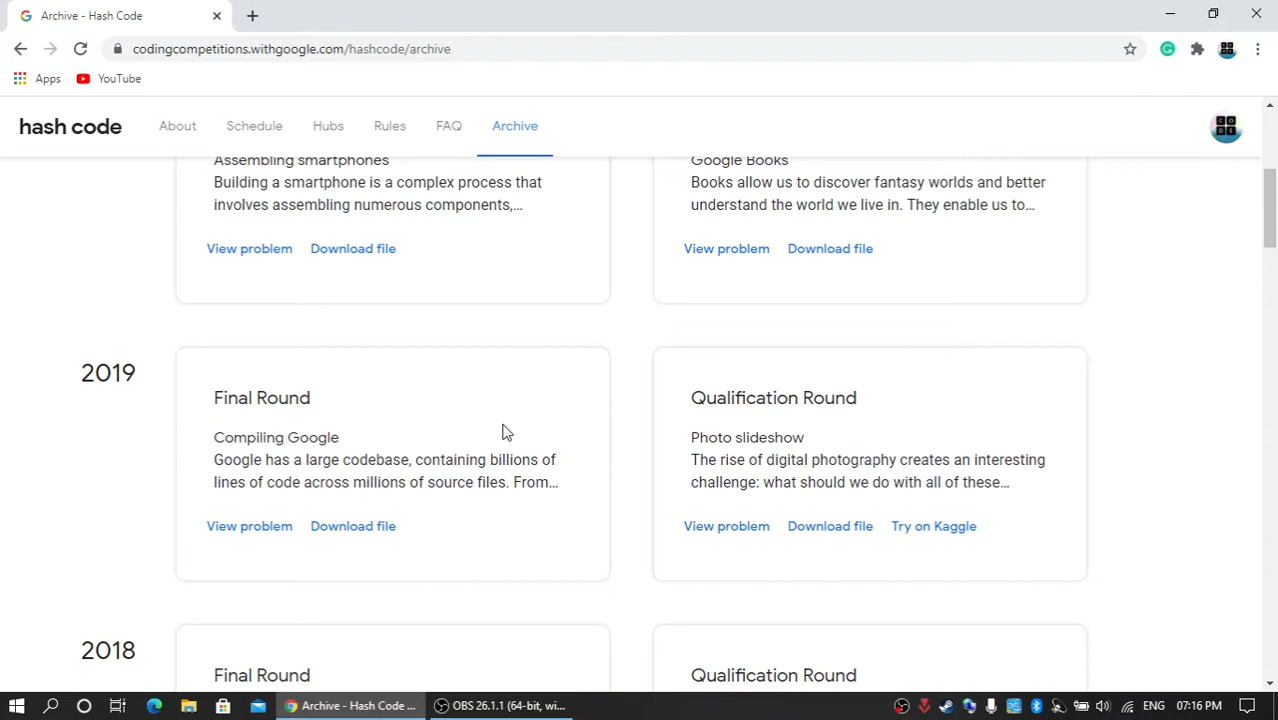 Archive - Hash Code
codingcompetitions.withgoogle.com/hashcode/archive
Apps YouTube
hash code About Schedule Hubs Rules FAQ Archive
CODE
Assembling smartphones
Building a smartphone is a complex process that
involves assembling numerous components,...
View problem Download file
Google Books
Books allow us to discover fantasy worlds and better
understand the world we live in. They enable us to...
View problem Download file
2019
Final Round
Compiling Google
Google has a large codebase, containing billions of
lines of code across millions of source files. From...
View problem Download file
Qualification Round
Photo slideshow
The rise of digital photography creates an interesting
challenge: what should we do with all of these...
View problem Download file Try on Kaggle
2018
Final Round
Qualification Round
Archive - Hash Code ... OBS 26.1.1 (64-bit, wi... ENG 07:16 PM